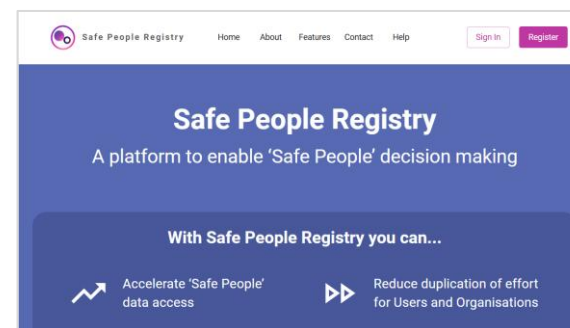 Safe People Registry Home About Features Contact Help Sign In Register
Safe People Registry
A platform to enable ‘Safe People’ decision making
With Safe People Registry you can...
Accelerate ‘Safe People’
data access
Reduce duplication of effort
for Users and Organisations